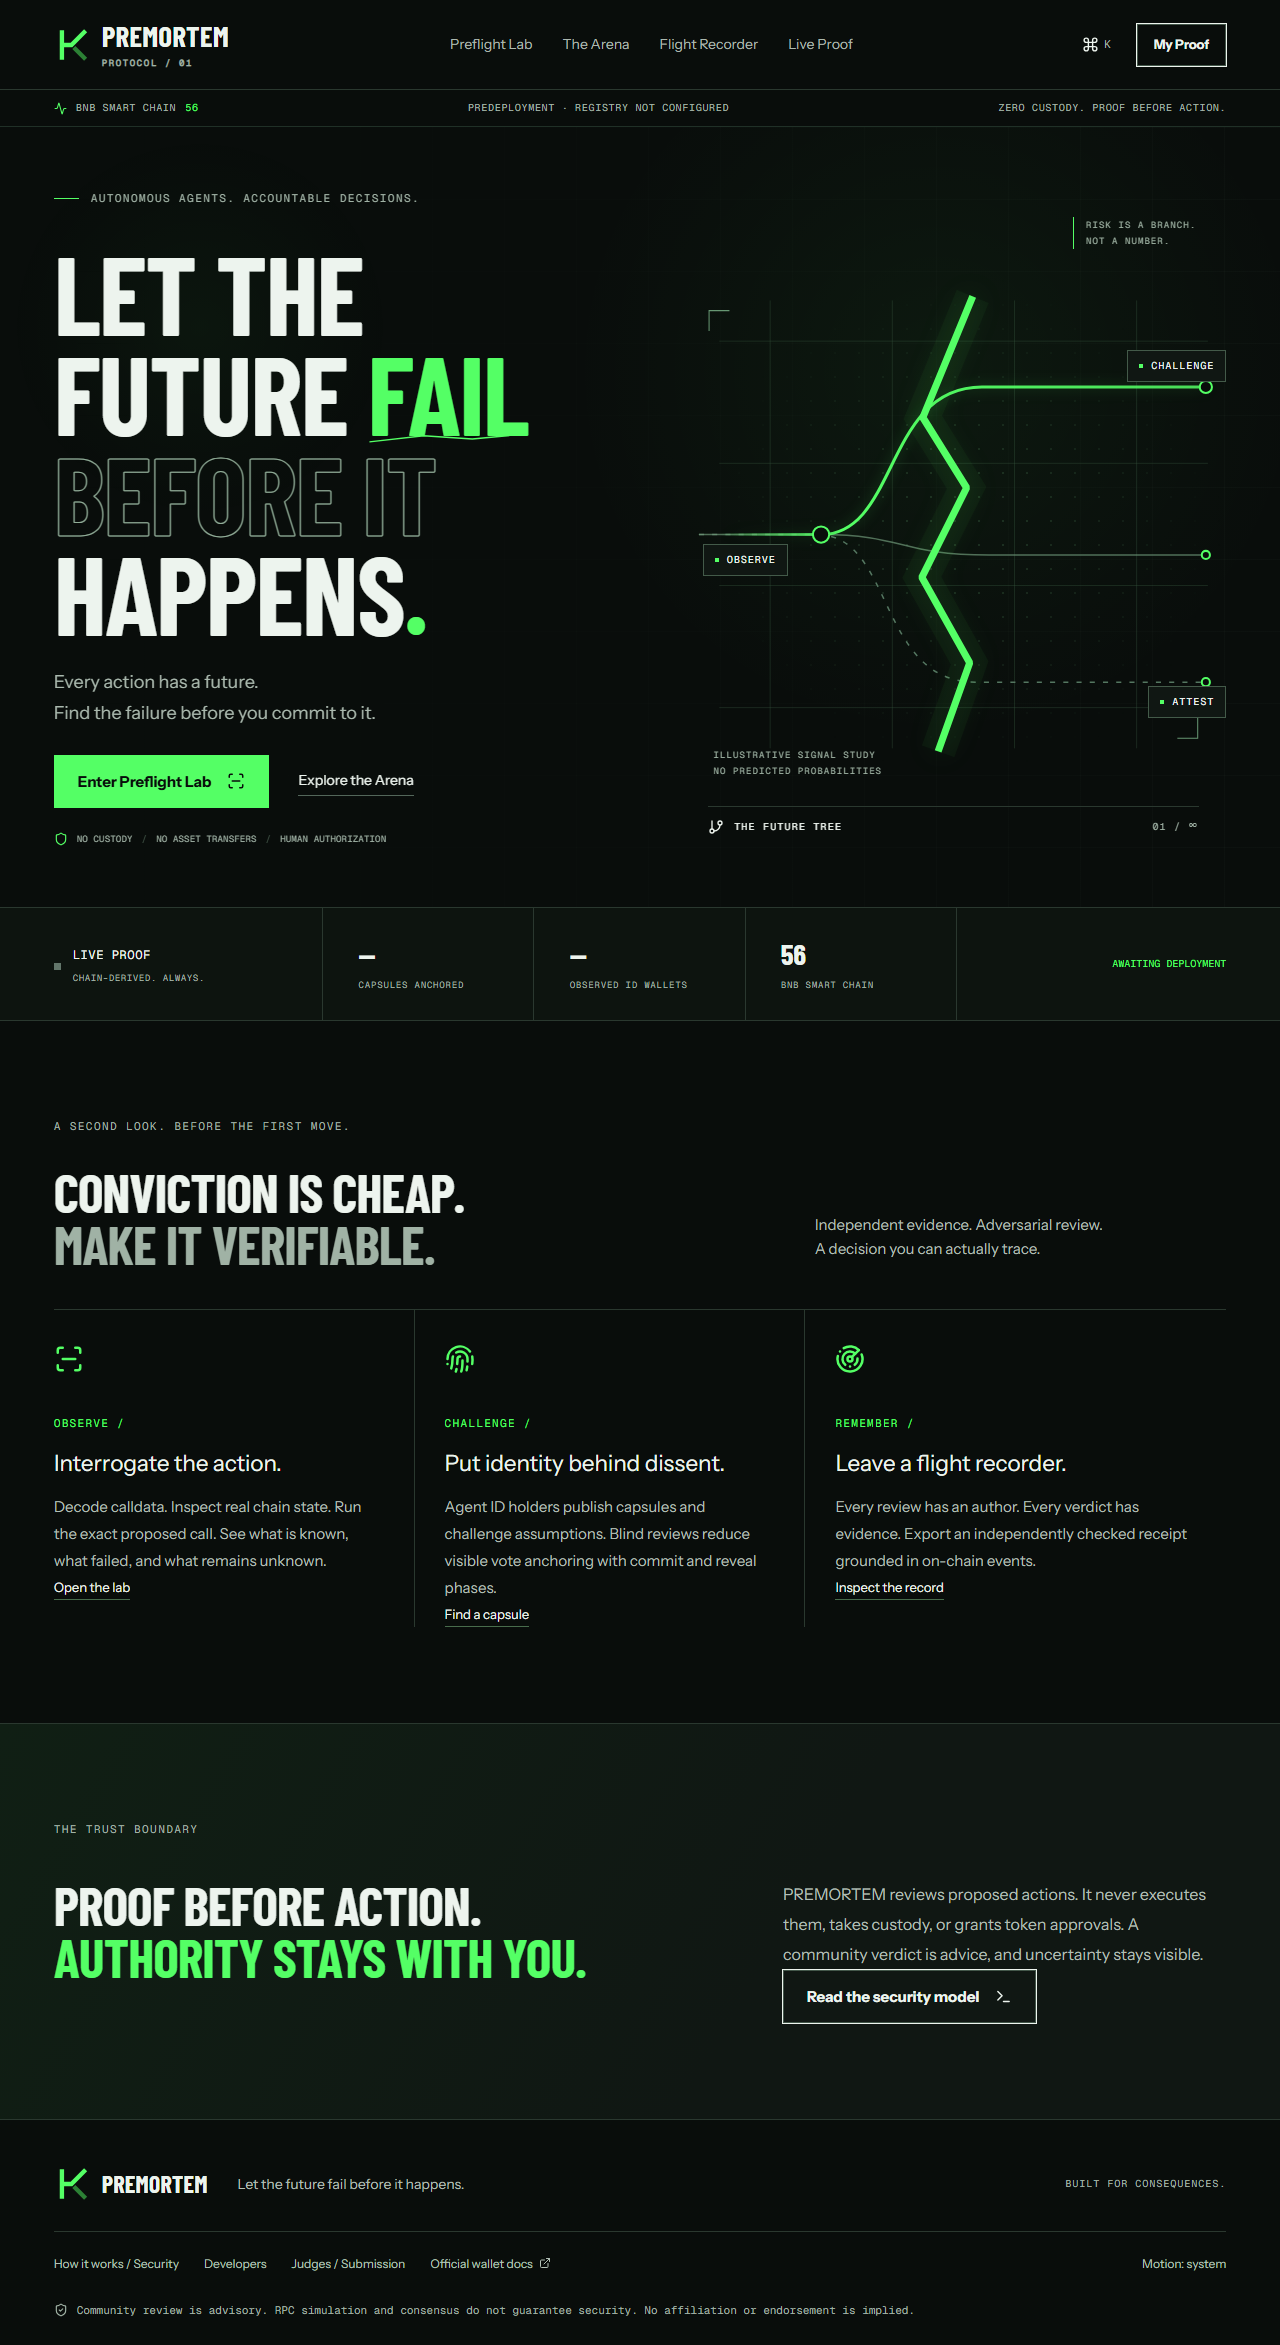 PREMORTEM
PROTOCOL / 01
Preflight Lab
The Arena
Flight Recorder
Live Proof
⌘ K
My Proof
BNB SMART CHAIN 56
PREDEPLOYMENT · REGISTRY NOT CONFIGURED
ZERO CUSTODY. PROOF BEFORE ACTION.
AUTONOMOUS AGENTS. ACCOUNTABLE DECISIONS.
LET THE
FUTURE FAIL
BEFORE IT
HAPPENS.
Every action has a future.
Find the failure before you commit to it.
Enter Preflight Lab
Explore the Arena
NO CUSTODY / NO ASSET TRANSFERS / HUMAN AUTHORIZATION
RISK IS A BRANCH.
NOT A NUMBER.
CHALLENGE
OBSERVE
ATTEST
ILLUSTRATIVE SIGNAL STUDY
NO PREDICTED PROBABILITIES
THE FUTURE TREE
01 / ∞
LIVE PROOF
CHAIN-DERIVED. ALWAYS.
—
CAPSULES ANCHORED
—
OBSERVED ID WALLETS
56
BNB SMART CHAIN
AWAITING DEPLOYMENT
A SECOND LOOK. BEFORE THE FIRST MOVE.
CONVICTION IS CHEAP.
MAKE IT VERIFIABLE.
Independent evidence. Adversarial review.
A decision you can actually trace.
OBSERVE /
Interrogate the action.
Decode calldata. Inspect real chain state. Run
the exact proposed call. See what is known,
what failed, and what remains unknown.
Open the lab
CHALLENGE /
Put identity behind dissent.
Agent ID holders publish capsules and
challenge assumptions. Blind reviews reduce
visible vote anchoring with commit and reveal
phases.
Find a capsule
REMEMBER /
Leave a flight recorder.
Every review has an author. Every verdict has
evidence. Export an independently checked receipt
grounded in on-chain events.
Inspect the record
THE TRUST BOUNDARY
PROOF BEFORE ACTION.
AUTHORITY STAYS WITH YOU.
PREMORTEM reviews proposed actions. It never executes
them, takes custody, or grants token approvals. A
community verdict is advice, and uncertainty stays visible.
Read the security model
PREMORTEM
Let the future fail before it happens.
BUILT FOR CONSEQUENCES.
How it works / Security
Developers
Judges / Submission
Official wallet docs
Motion: system
Community review is advisory. RPC simulation and consensus do not guarantee security. No affiliation or endorsement is implied.